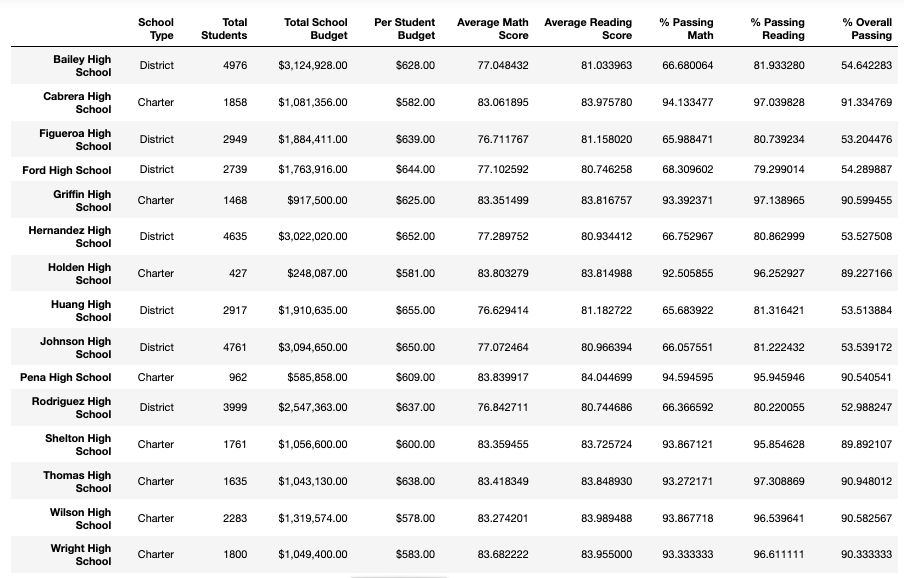 School Type Total Students Total School Budget Per Student Budget Average Math Score Average Reading Score % Passing Math % Passing Reading % Overall Passing
Bailey High School District 4976 $3,124,928.00 $628.00 77.048432 81.033963 66.680064 81.933280 54.642283
Cabrera High School Charter 1858 $1,081,356.00 $582.00 83.061895 83.975780 94.133477 97.039828 91.334769
Figueroa High School District 2949 $1,884,411.00 $639.00 76.711767 81.158020 65.988471 80.739234 53.204476
Ford High School District 2739 $1,763,916.00 $644.00 77.102592 80.746258 68.309602 79.299014 54.289887
Griffin High School Charter 1468 $917,500.00 $625.00 83.351499 83.816757 93.392371 97.138965 90.599455
Hernandez High School District 4635 $3,022,020.00 $652.00 77.289752 80.934412 66.752967 80.862999 53.527508
Holden High School Charter 427 $248,087.00 $581.00 83.803279 83.814988 92.505855 96.252927 89.227166
Huang High School District 2917 $1,910,635.00 $655.00 76.629414 81.182722 65.683922 81.316421 53.513884
Johnson High School District 4761 $3,094,650.00 $650.00 77.072464 80.966394 66.057551 81.222432 53.539172
Pena High School Charter 962 $585,858.00 $609.00 83.839917 84.044699 94.594595 95.945946 90.540541
Rodriguez High School District 3999 $2,547,363.00 $637.00 76.842711 80.744686 66.366592 80.220055 52.988247
Shelton High School Charter 1761 $1,056,600.00 $600.00 83.359455 83.725724 93.867121 95.854628 89.892107
Thomas High School Charter 1635 $1,043,130.00 $638.00 83.418349 83.848930 93.272171 97.308869 90.948012
Wilson High School Charter 2283 $1,319,574.00 $578.00 83.274201 83.989488 93.867718 96.539641 90.582567
Wright High School Charter 1800 $1,049,400.00 $583.00 83.682222 83.955000 93.333333 96.611111 90.333333